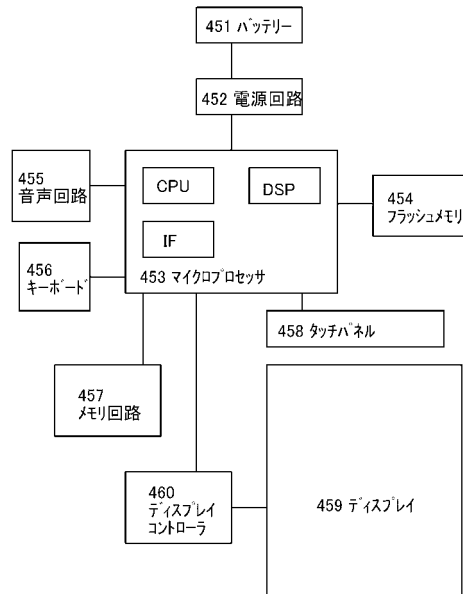 451 バッテリー
452 電源回路
CPU
DSP
IF
453 マイクロプロセッサ
455
音声回路
454
フラッシュメモリ
456
キーボード
458 タッチパネル
457
メモリ回路
460
ディスプレイ
コントローラ
459 ディスプレイ